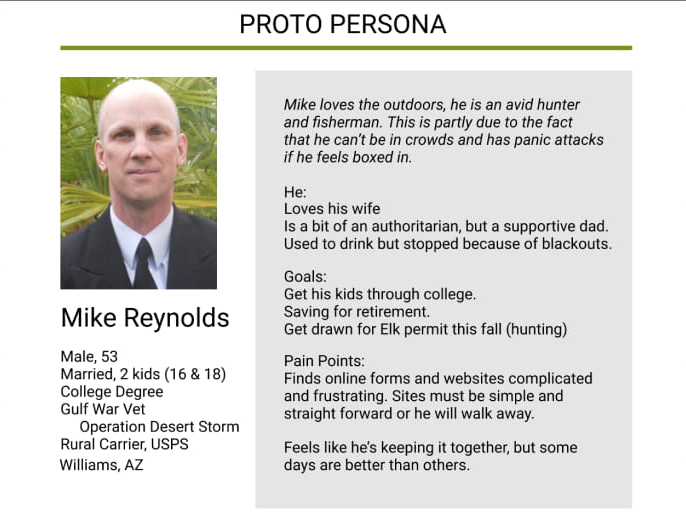 PROTO PERSONA
Mike Reynolds
Male, 53
Married, 2 kids (16 & 18)
College Degree
Gulf War Vet
Operation Desert Storm
Rural Carrier, USPS
Williams, AZ
Mike loves the outdoors, he is an avid hunter
and fisherman. This is partly due to the fact
that he can’t be in crowds and has panic attacks
if he feels boxed in.
He:
Loves his wife
Is a bit of an authoritarian, but a supportive dad.
Used to drink but stopped because of blackouts.
Goals:
Get his kids through college.
Saving for retirement.
Get drawn for Elk permit this fall (hunting)
Pain Points:
Finds online forms and websites complicated
and frustrating. Sites must be simple and
straight forward or he will walk away.
Feels like he’s keeping it together, but some
days are better than others.